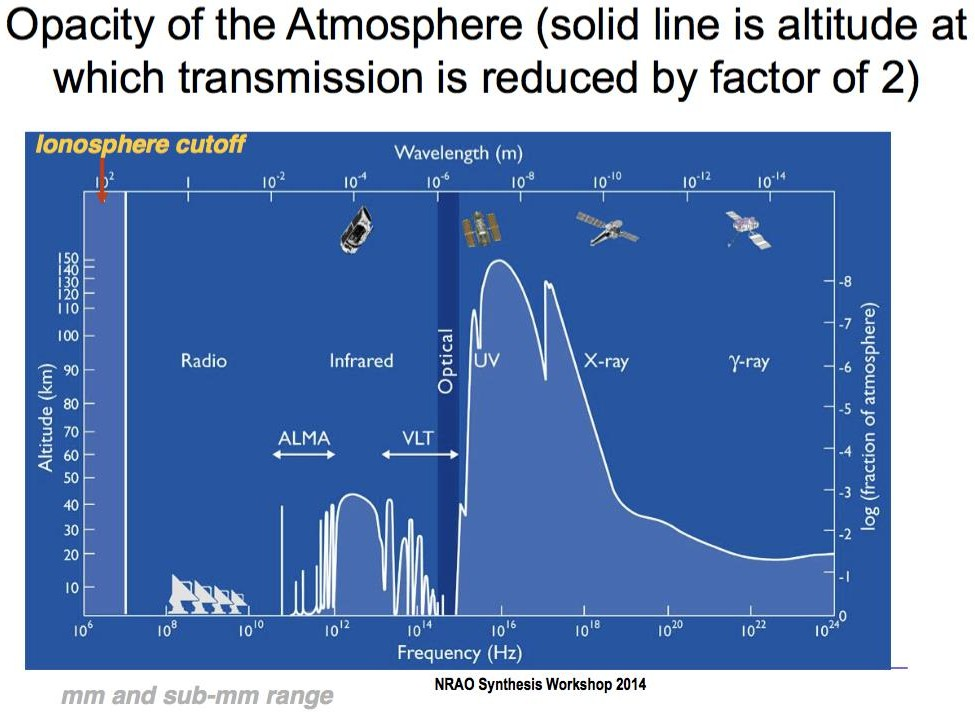 Opacity of the Atmosphere (solid line is altitude at
which transmission is reduced by factor of 2)
Ionosphere cutoff
Wavelength (m)
10² 1 10⁻² 10⁻⁴ 10⁻⁶ 10⁻⁸ 10⁻¹⁰ 10⁻¹² 10⁻¹⁴
Altitude (km)
150
140
130
120
110
100
90
80
70
60
50
40
30
20
10
Radio Infrared Optical UV X-ray γ-ray
ALMA VLT
-8
-7
-6
-5
-4
-3
-2
-1
0
log (fraction of atmosphere)
10⁶ 10⁸ 10¹⁰ 10¹² 10¹⁴ 10¹⁶ 10¹⁸ 10²⁰ 10²² 10²⁴
Frequency (Hz)
mm and sub-mm range
NRAO Synthesis Workshop 2014